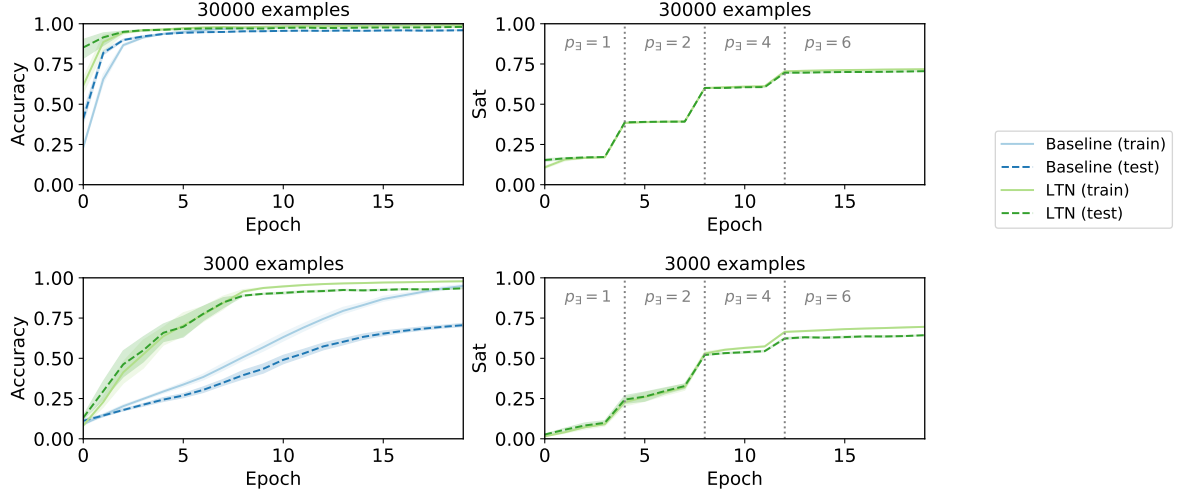 30000 examples
Accuracy
1.00
0.75
0.50
0.25
0.00
0 5 10 15
Epoch
30000 examples
Sat
1.00
0.75
0.50
0.25
0.00
p∃ = 1 p∃ = 2 p∃ = 4 p∃ = 6
0 5 10 15
Epoch
Baseline (train)
Baseline (test)
LTN (train)
LTN (test)
3000 examples
Accuracy
1.00
0.75
0.50
0.25
0.00
0 5 10 15
Epoch
3000 examples
Sat
1.00
0.75
0.50
0.25
0.00
p∃ = 1 p∃ = 2 p∃ = 4 p∃ = 6
0 5 10 15
Epoch